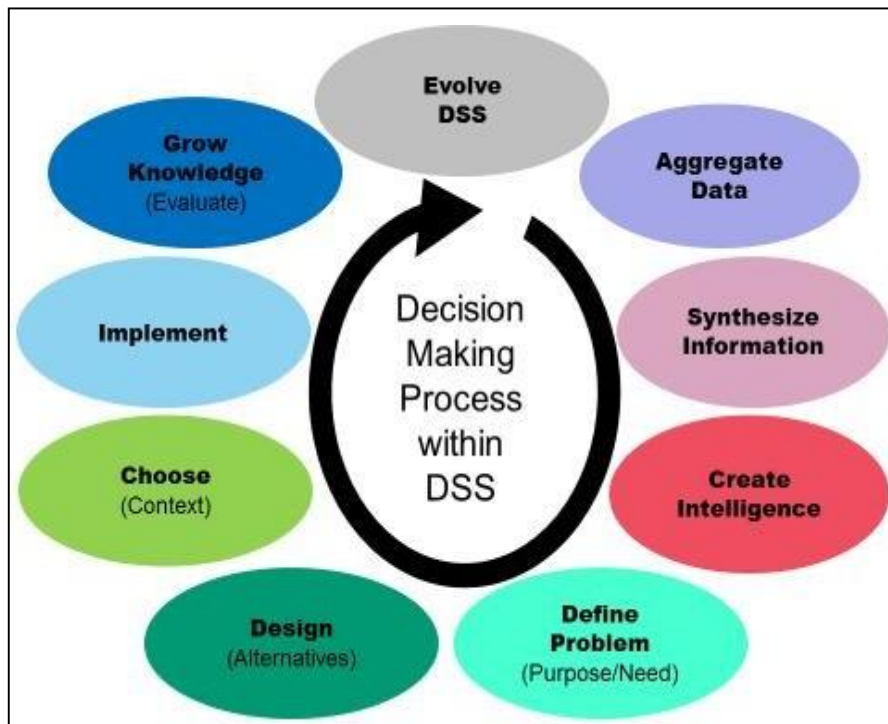 Evolve
DSS
Aggregate
Data
Synthesize
Information
Create
Intelligence
Define
Problem
(Purpose/Need)
Design
(Alternatives)
Choose
(Context)
Implement
Grow
Knowledge
(Evaluate)
Decision
Making
Process
within
DSS